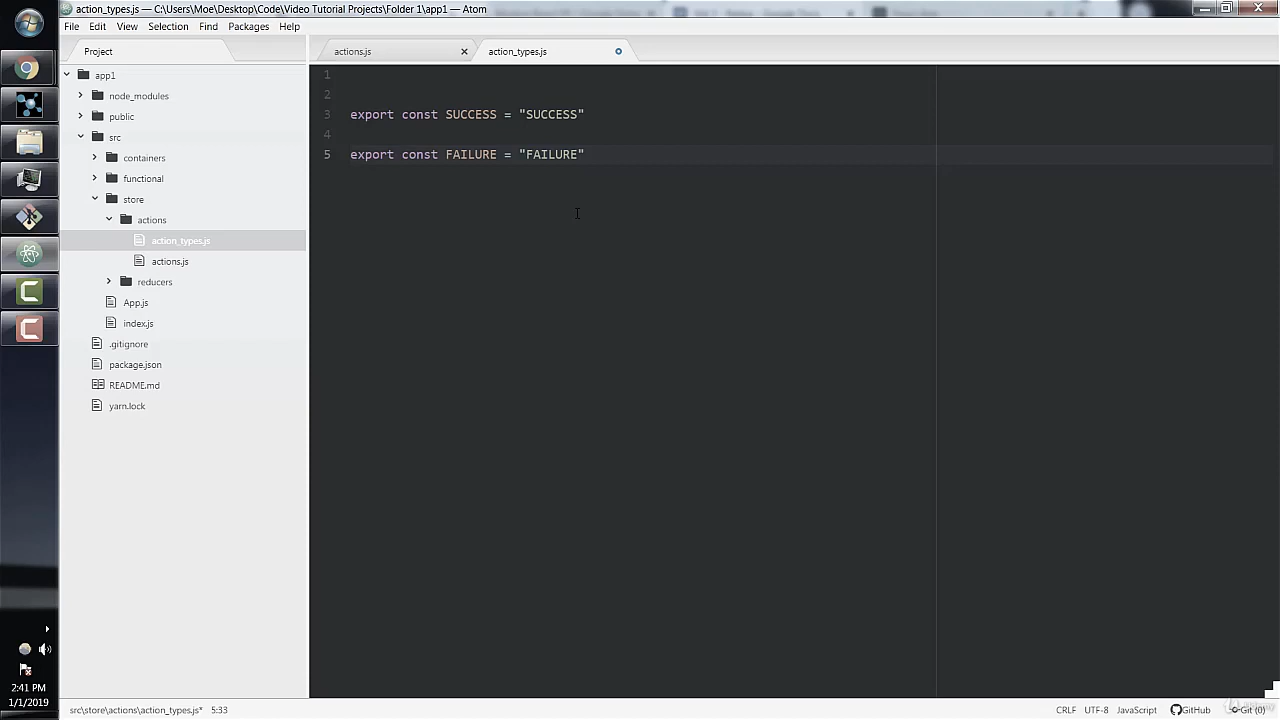 action_types.js — C:\Users\Moe\Desktop\Code\Video Tutorial Projects\Folder 1\app1 — Atom
File Edit View Selection Find Packages Help
Project
actions.js
action_types.js
app1
node_modules
public
src
containers
functional
store
actions
action_types.js
actions.js
reducers
App.js
index.js
.gitignore
package.json
README.md
yarn.lock
1
2
3 export const SUCCESS = "SUCCESS"
4
5 export const FAILURE = "FAILURE"
2:41 PM
1/1/2019
src\store\actions\action_types.js* 5:33
CRLF UTF-8 JavaScript GitHub Git (0)